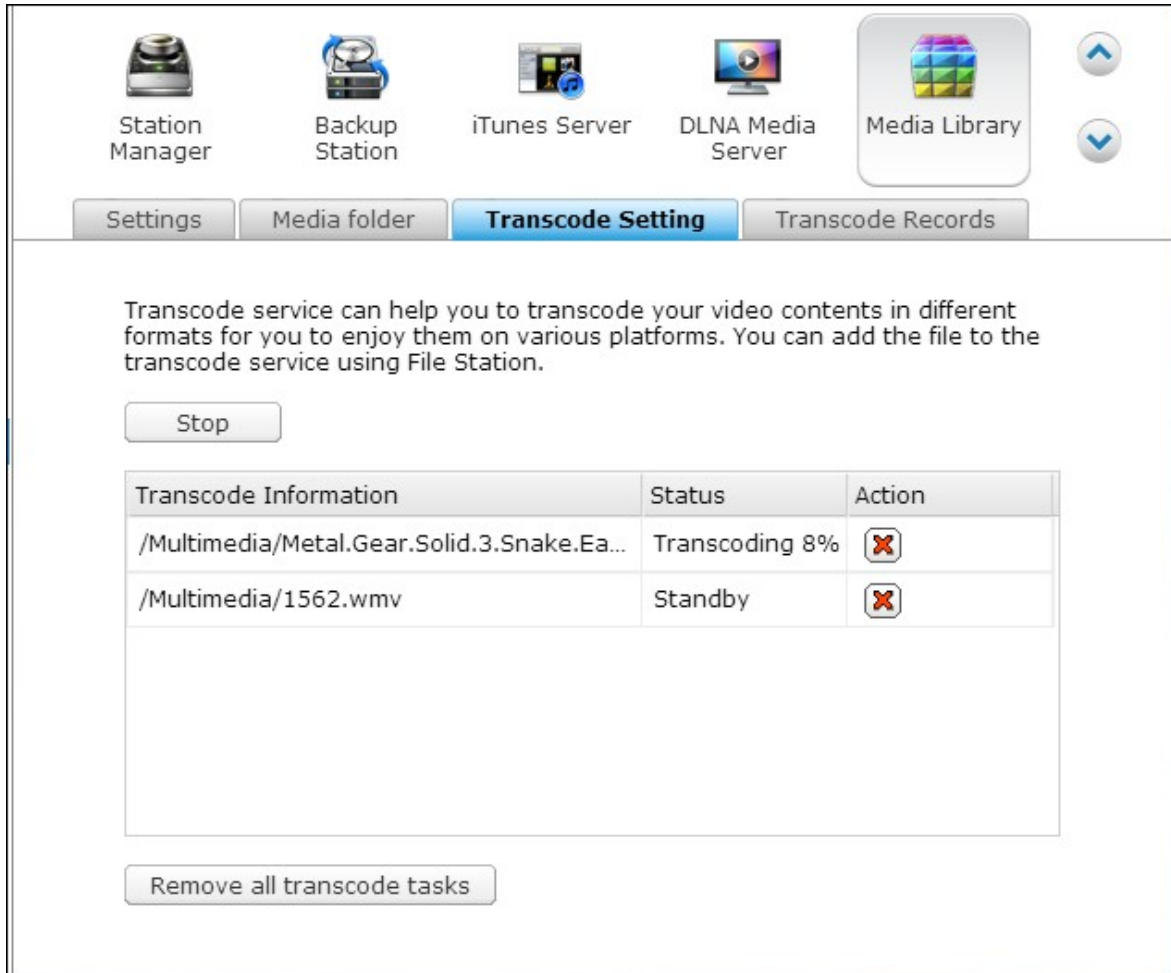 Station
Manager
Backup
Station
iTunes Server
DLNA Media
Server
Media Library
Settings
Media folder
Transcode Setting
Transcode Records
Transcode service can help you to transcode your video contents in different
formats for you to enjoy them on various platforms. You can add the file to the
transcode service using File Station.
Stop
Transcode Information Status Action
/Multimedia/Metal.Gear.Solid.3.Snake.Ea... Transcoding 8%
/Multimedia/1562.wmv Standby
Remove all transcode tasks